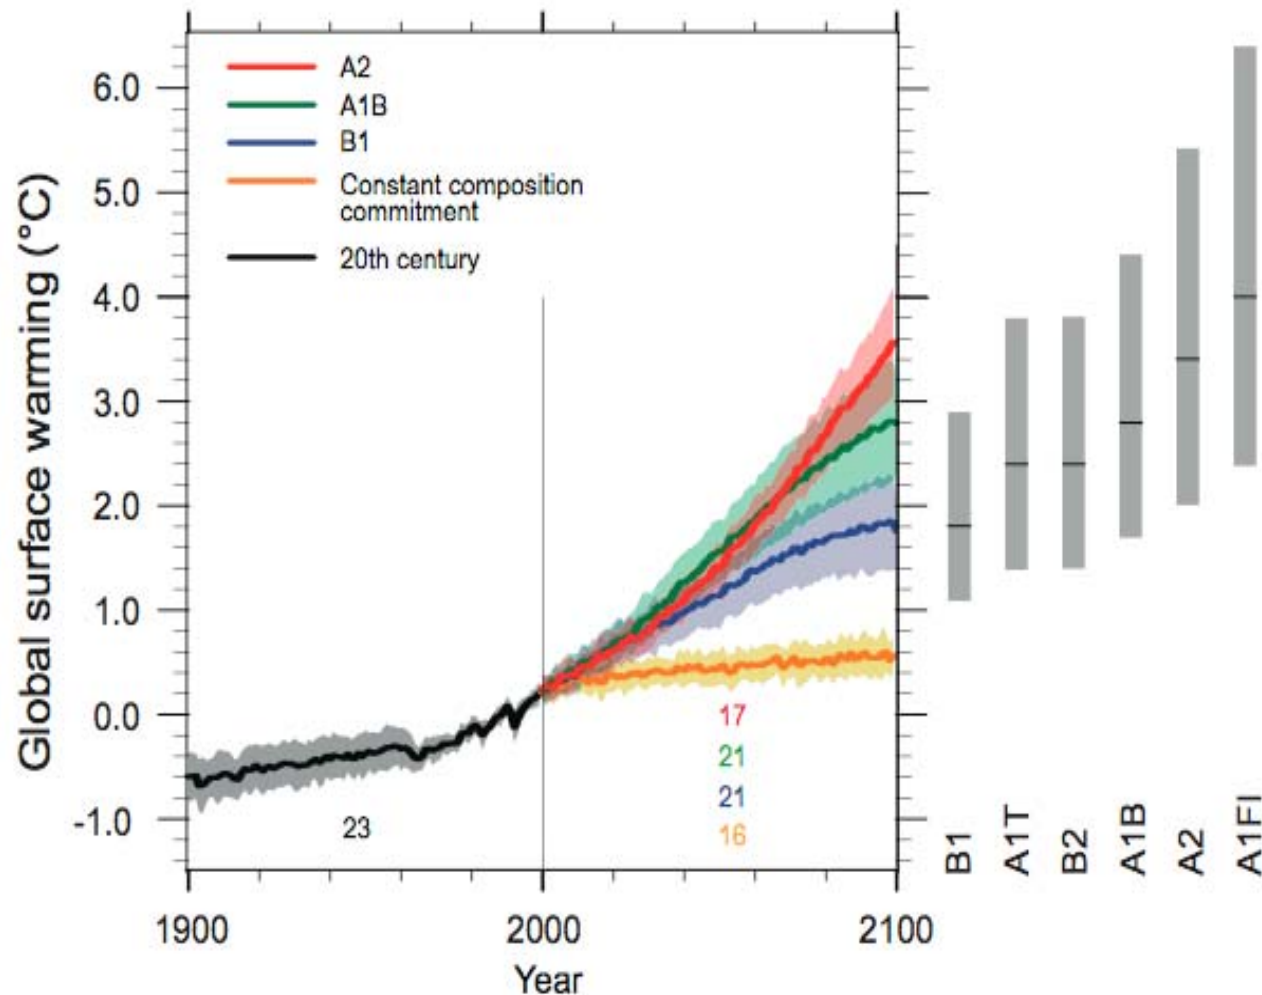 A2
A1B
B1
Constant composition
commitment
20th century
Global surface warming (°C)
6.0
5.0
4.0
3.0
2.0
1.0
0.0
-1.0
17
21
21
16
23
1900
2000
2100
Year
B1
A1T
B2
A1B
A2
A1FI